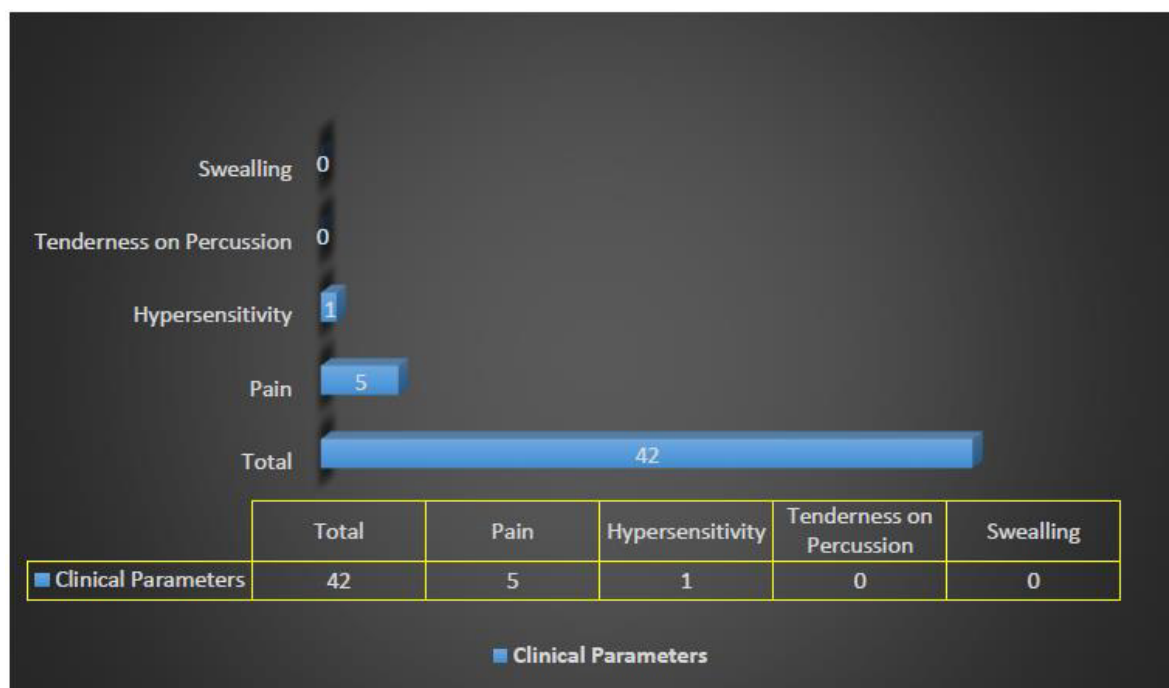 Swealling 0
Tenderness on Percussion 0
Hypersensitivity 1
Pain 5
Total 42
Total Pain Hypersensitivity Tenderness on Percussion Swealling
Clinical Parameters 42 5 1 0 0
Clinical Parameters